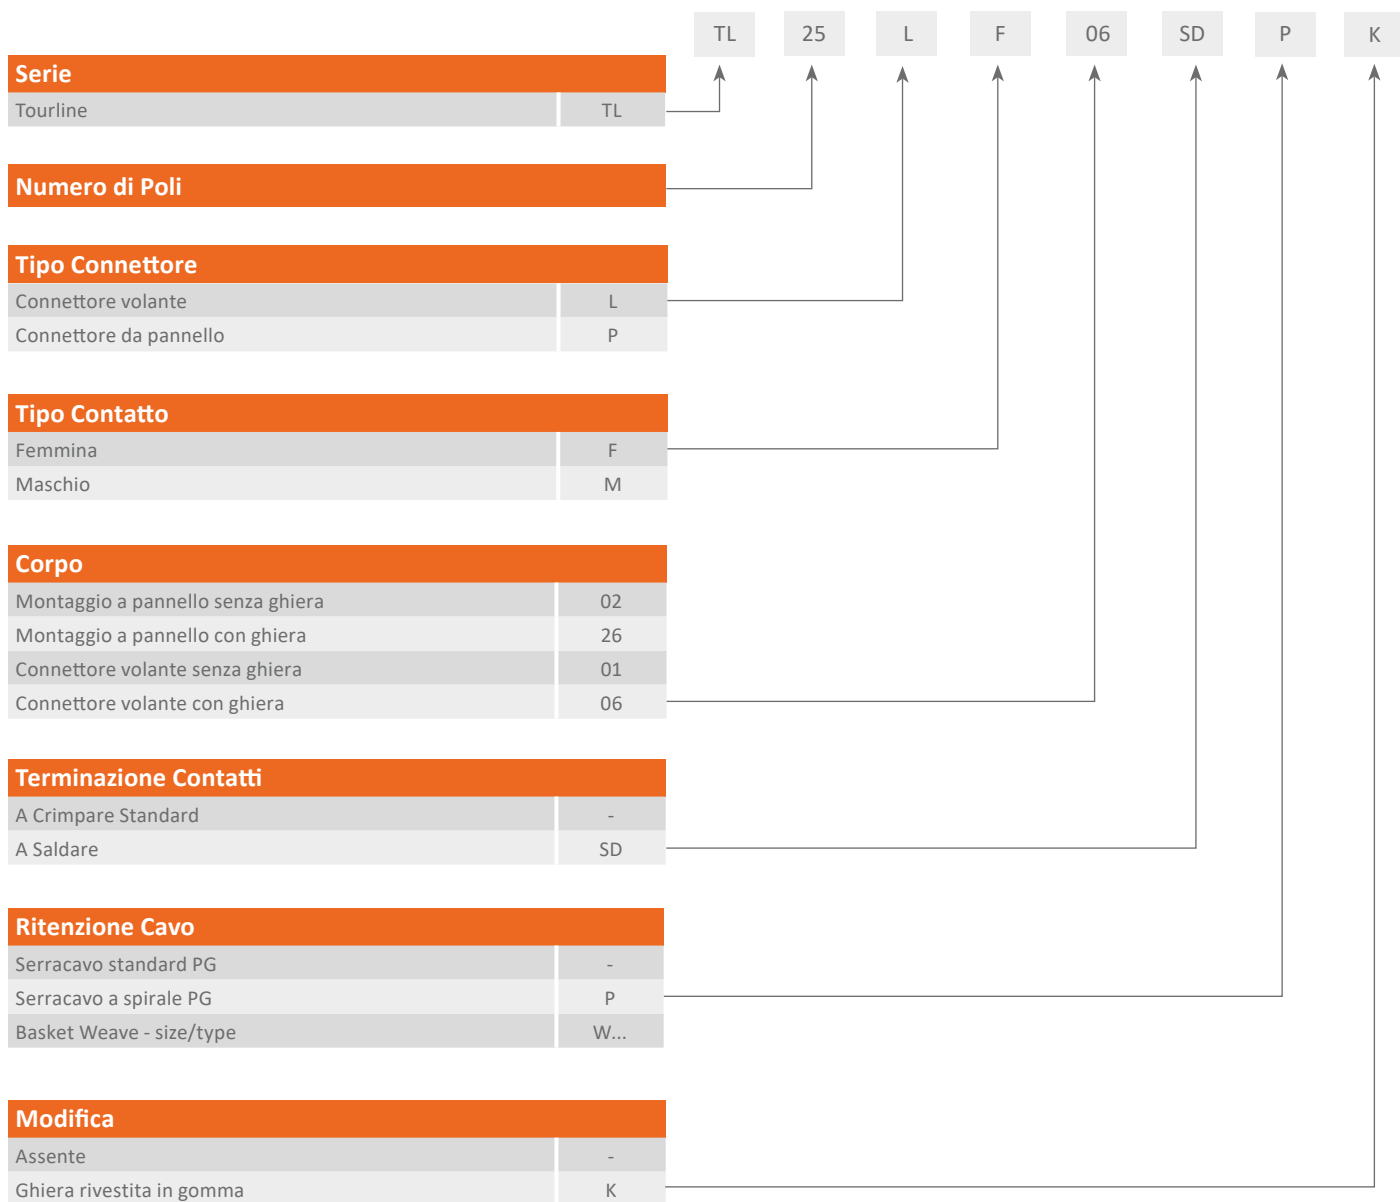 TL 25 L F 06 SD P K
Serie
Tourline TL
Numero di Poli
Tipo Connettore
Connettore volante L
Connettore da pannello P
Tipo Contatto
Femmina F
Maschio M
Corpo
Montaggio a pannello senza ghiera 02
Montaggio a pannello con ghiera 26
Connettore volante senza ghiera 01
Connettore volante con ghiera 06
Terminazione Contatti
A Crimpare Standard -
A Saldare SD
Ritenzione Cavo
Serracavo standard PG -
Serracavo a spirale PG P
Basket Weave - size/type W...
Modifica
Assente -
Ghiera rivestita in gomma K